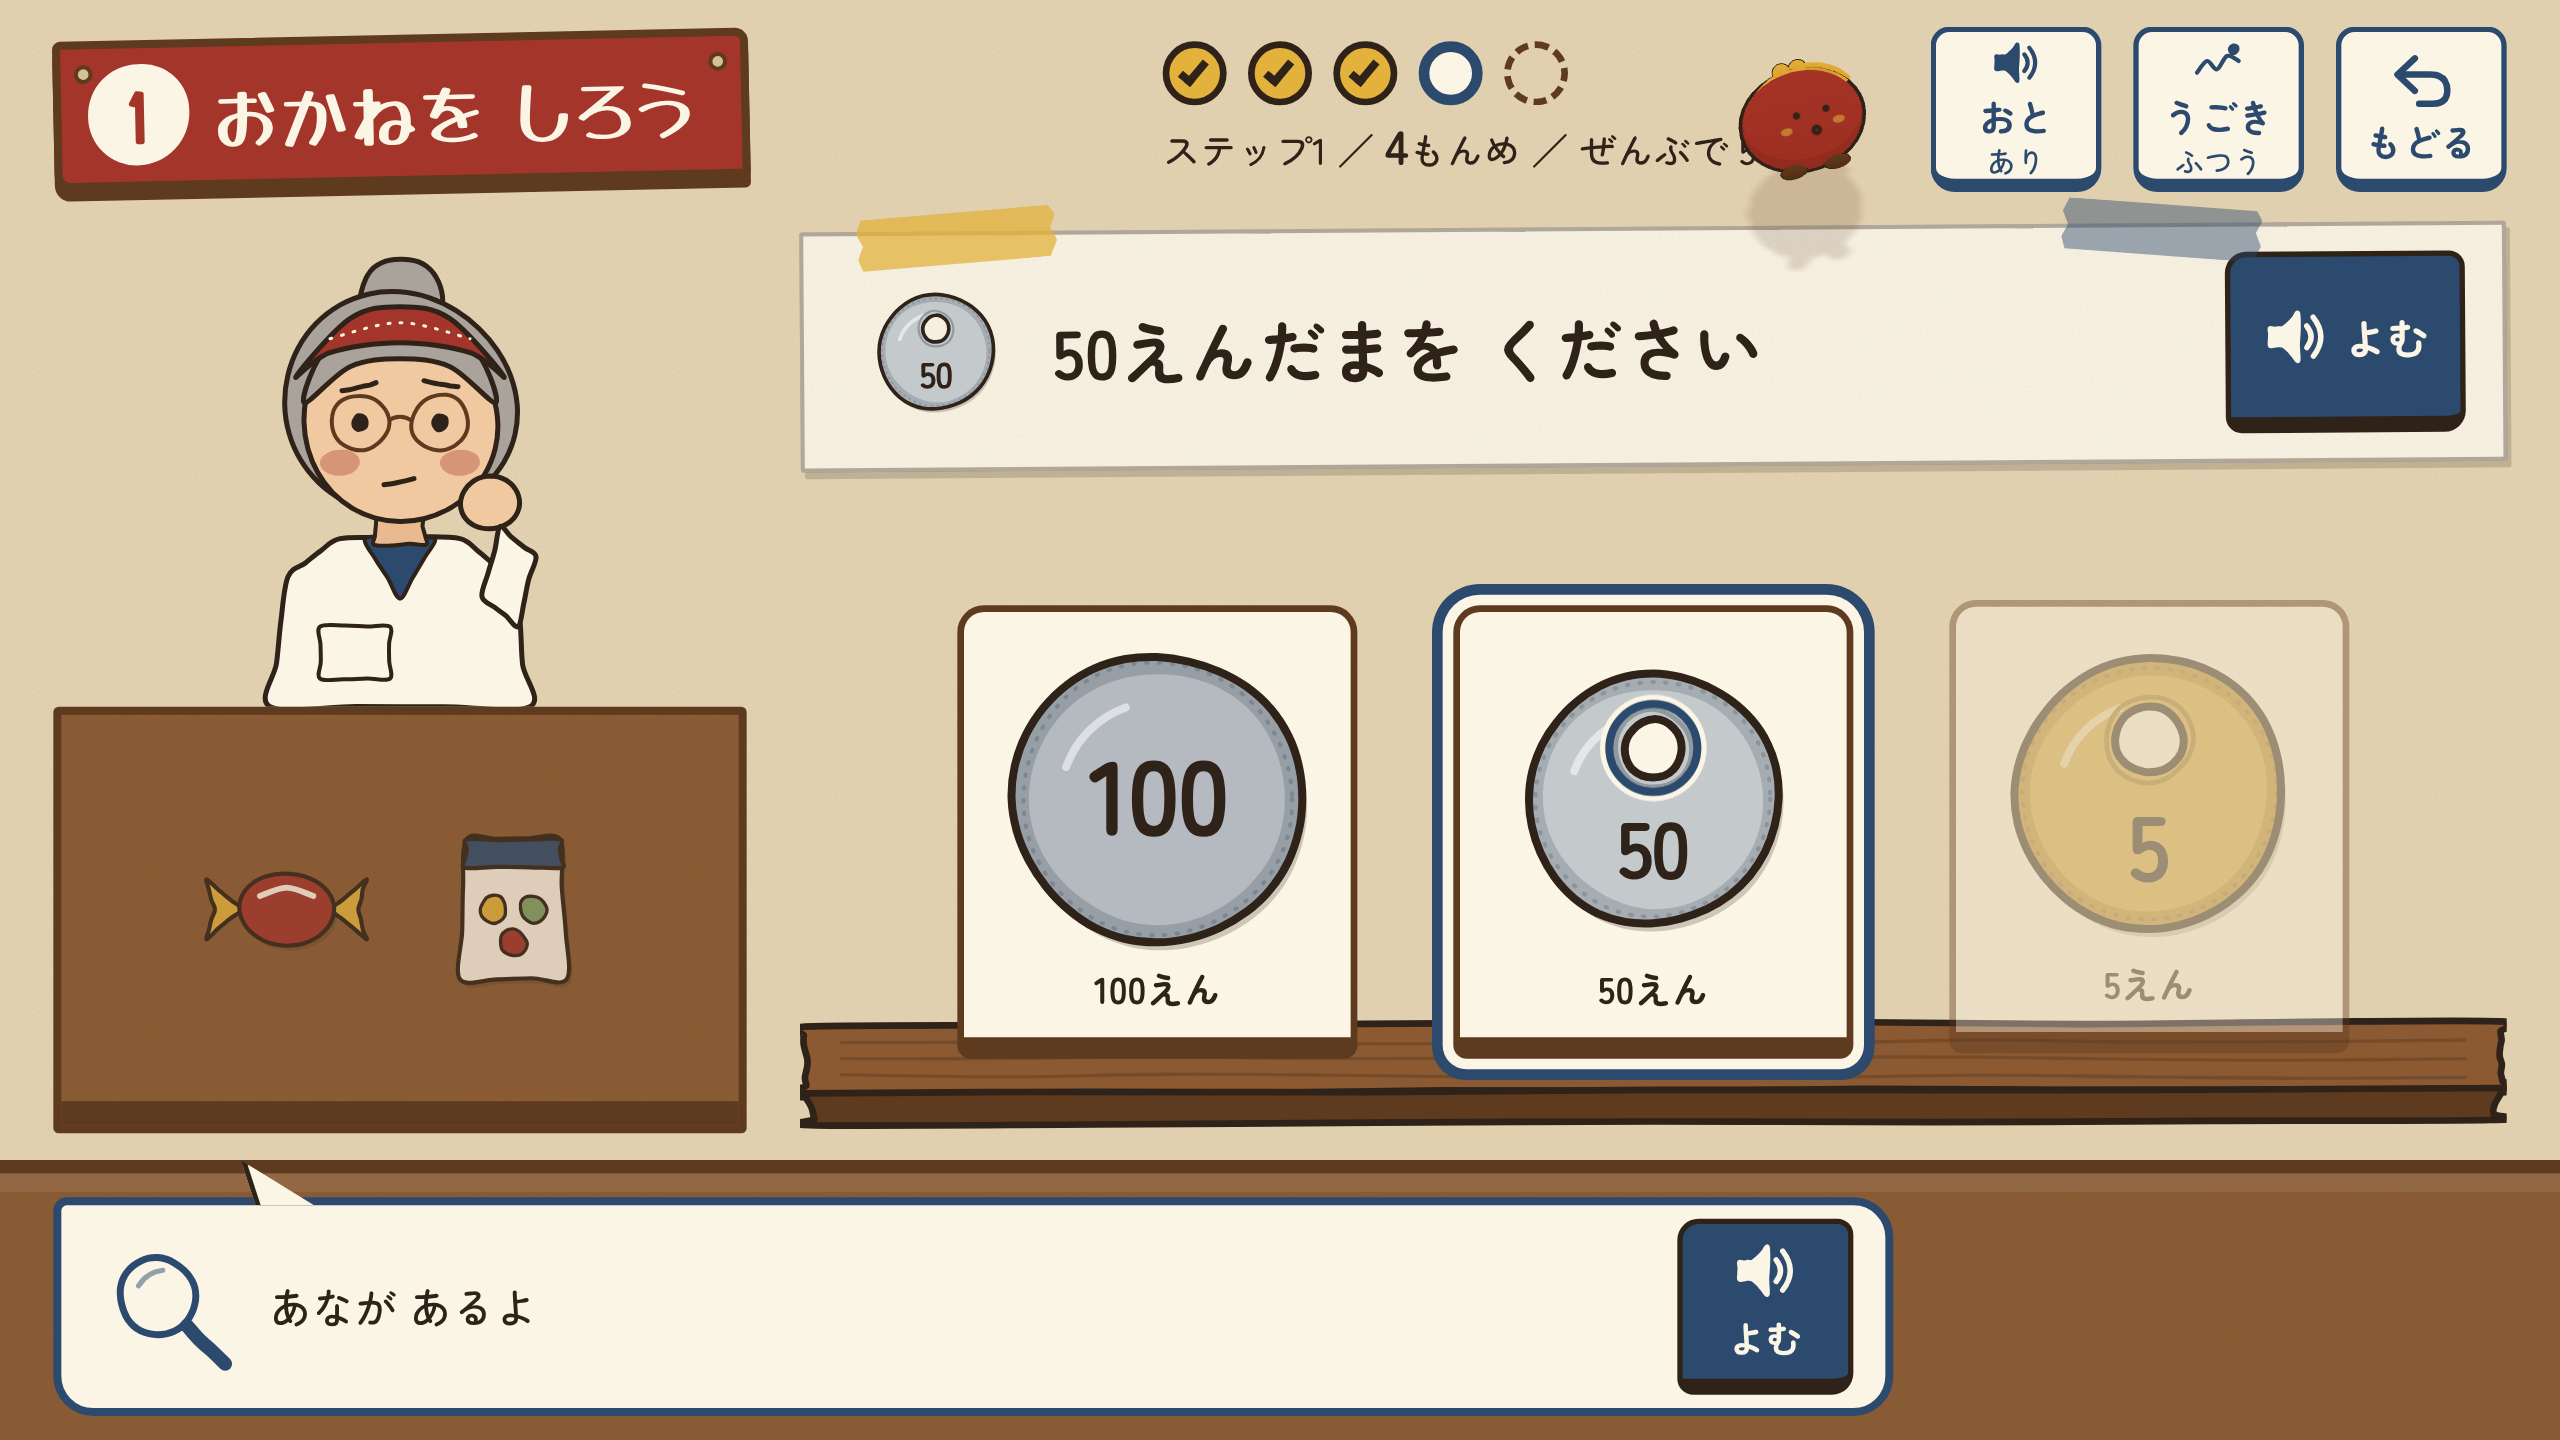 1 おかねを しろう
ステップ1 ／ 4もんめ ／ ぜんぶで 5
おと
あり
うごき
ふつう
もどる
50
50えんだまを ください
よむ
100
100えん
50
50えん
5
5えん
あなが あるよ
よむ